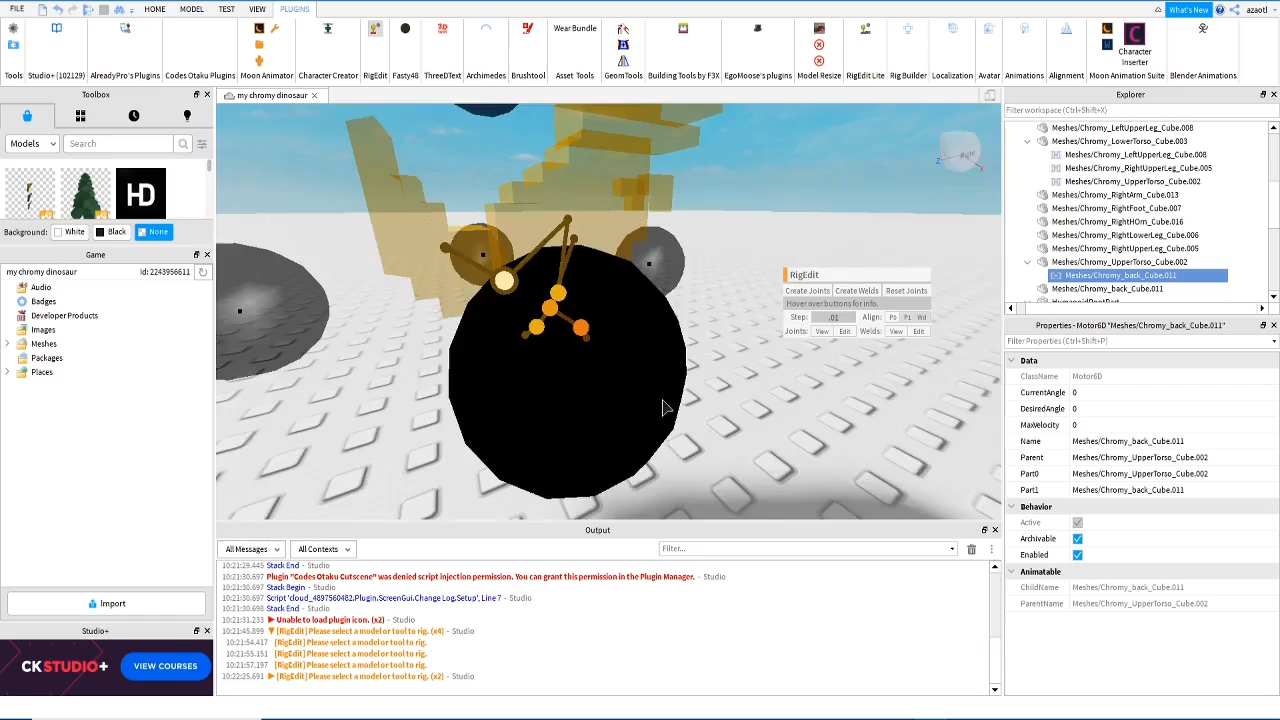 FILE HOME MODEL TEST VIEW PLUGINS What's New azaotl
Wear Bundle
Tools Studio+ (102129) AlreadyPro's Plugins Codes Otaku Plugins Moon Animator Character Creator RigEdit Fasty48 ThreeDText Archimedes Brushtool Asset Tools GeomTools Building Tools by F3X EgoMoose's plugins Model Resize RigEdit Lite Rig Builder Localization Avatar Animations Alignment Moon Animation Suite Character Inserter Blender Animations
Toolbox
Models Search
HD
Background: White Black None
Game
my chromy dinosaur Id: 2243956611
Audio
Badges
Developer Products
Images
Meshes
Packages
Places
Import
Studio+
CK STUDIO+ VIEW COURSES
my chromy dinosaur
Right
Z
X
RigEdit
Create Joints Create Welds Reset Joints
Hover over buttons for info.
Step: .01 Align: P0 P1 Wd
Joints: View Edit Welds: View Edit
Output
All Messages All Contexts Filter...
10:21:29.445 Stack End - Studio
10:21:30.697 Plugin "Codes Otaku Cutscene" was denied script injection permission. You can grant this permission in the Plugin Manager. - Studio
10:21:30.697 Stack Begin - Studio
10:21:30.697 Script 'cloud_4897560482.Plugin.ScreenGui.Change Log.Setup', Line 7 - Studio
10:21:30.698 Stack End - Studio
10:21:31.233 Unable to load plugin icon. (x2) - Studio
10:21:45.899 [RigEdit] Please select a model or tool to rig. (x4) - Studio
10:21:54.417 [RigEdit] Please select a model or tool to rig.
10:21:55.151 [RigEdit] Please select a model or tool to rig.
10:21:57.197 [RigEdit] Please select a model or tool to rig.
10:22:25.691 [RigEdit] Please select a model or tool to rig. (x2) - Studio
Explorer
Filter workspace (Ctrl+Shift+X)
Meshes/Chromy_LeftUpperLeg_Cube.008
Meshes/Chromy_LowerTorso_Cube.003
Meshes/Chromy_LeftUpperLeg_Cube.008
Meshes/Chromy_RightUpperLeg_Cube.005
Meshes/Chromy_UpperTorso_Cube.002
Meshes/Chromy_RightArm_Cube.013
Meshes/Chromy_RightFoot_Cube.007
Meshes/Chromy_RightHOrn_Cube.016
Meshes/Chromy_RightLowerLeg_Cube.006
Meshes/Chromy_RightUpperLeg_Cube.005
Meshes/Chromy_UpperTorso_Cube.002
Meshes/Chromy_back_Cube.011
Meshes/Chromy_back_Cube.011
Properties - Motor6D "Meshes/Chromy_back_Cube.011"
Filter Properties (Ctrl+Shift+P)
Data
ClassName Motor6D
CurrentAngle 0
DesiredAngle 0
MaxVelocity 0
Name Meshes/Chromy_back_Cube.011
Parent Meshes/Chromy_UpperTorso_Cube.002
Part0 Meshes/Chromy_UpperTorso_Cube.002
Part1 Meshes/Chromy_back_Cube.011
Behavior
Active
Archivable
Enabled
Animatable
ChildName Meshes/Chromy_back_Cube.011
ParentName Meshes/Chromy_UpperTorso_Cube.002